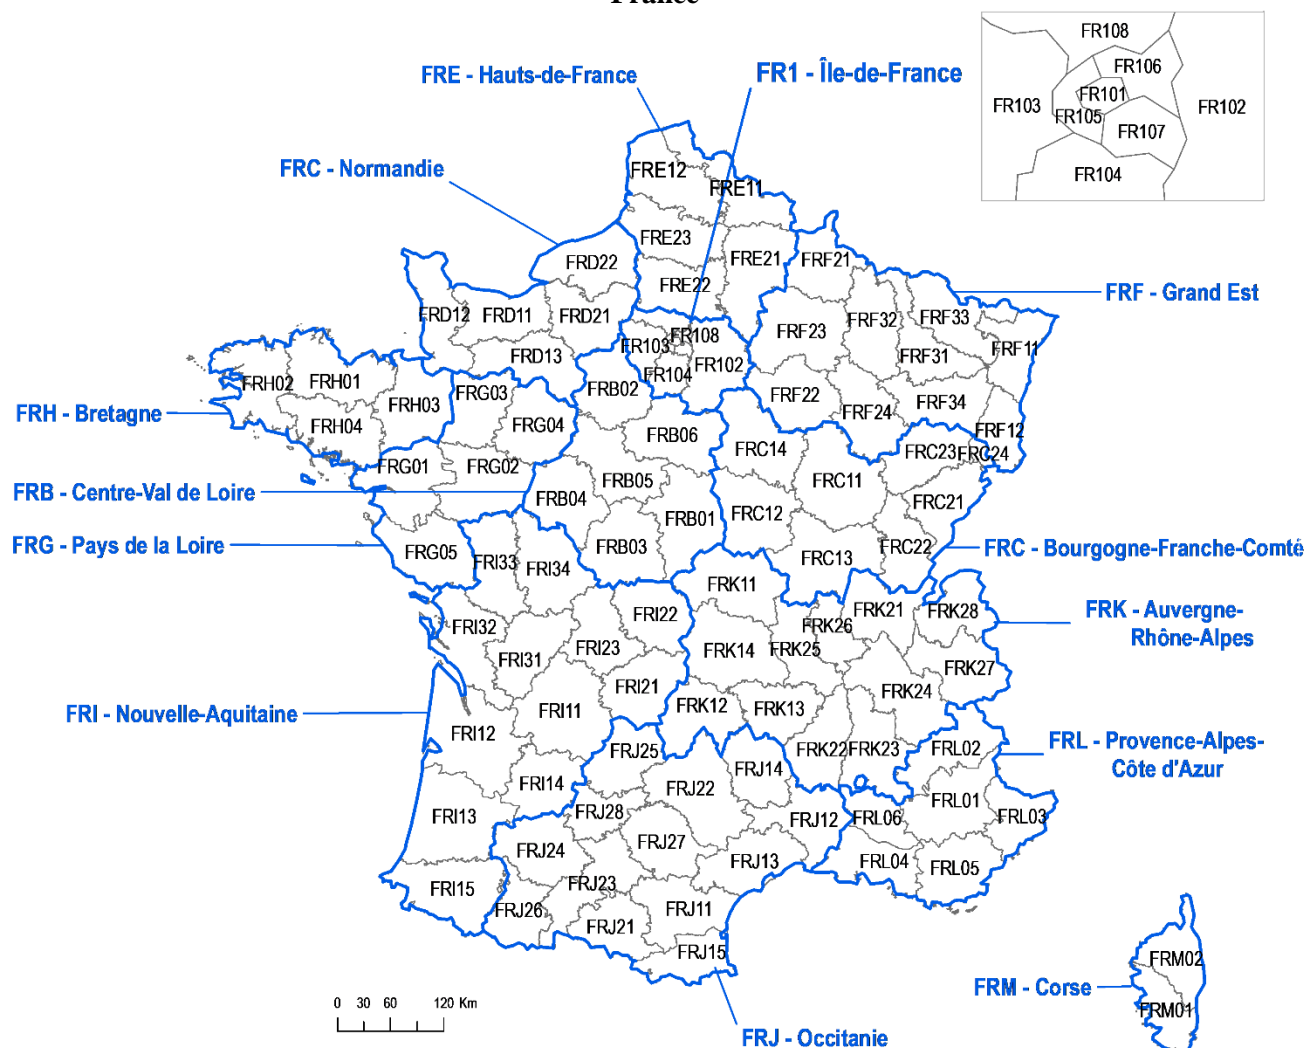 France
FR108
FR106
FR101
FR103
FR105
FR102
FR107
FR104
FRE - Hauts-de-France
FR1 - Île-de-France
FRC - Normandie
FRE12
FRE11
FRE23
FRE21
FRE22
FRD22
FRF21
FRF - Grand Est
FRD12
FRD11
FRD21
FRD13
FR103
FR108
FR104
FR102
FRF23
FRF32
FRF33
FRF31
FRF11
FRF22
FRF24
FRF34
FRF12
FRH02
FRH01
FRH03
FRH04
FRH - Bretagne
FRG03
FRG04
FRG01
FRG02
FRB02
FRB06
FRB05
FRB04
FRB01
FRB03
FRB - Centre-Val de Loire
FRG - Pays de la Loire
FRG05
FRC14
FRC11
FRC23
FRC24
FRC21
FRC12
FRC13
FRC22
FRC - Bourgogne-Franche-Comté
FRI33
FRI34
FRI32
FRI31
FRI23
FRI22
FRI21
FRI11
FRI12
FRI14
FRI13
FRI15
FRI - Nouvelle-Aquitaine
FRK11
FRK21
FRK28
FRK26
FRK25
FRK14
FRK27
FRK24
FRK12
FRK13
FRK22
FRK23
FRK - Auvergne-
Rhône-Alpes
FRL - Provence-Alpes-
Côte d'Azur
FRL02
FRL01
FRL03
FRL06
FRL04
FRL05
FRJ25
FRJ22
FRJ14
FRJ12
FRJ28
FRJ27
FRJ24
FRJ13
FRJ23
FRJ26
FRJ21
FRJ11
FRJ15
FRJ - Occitanie
FRM02
FRM01
FRM - Corse
0 30 60 120 Km